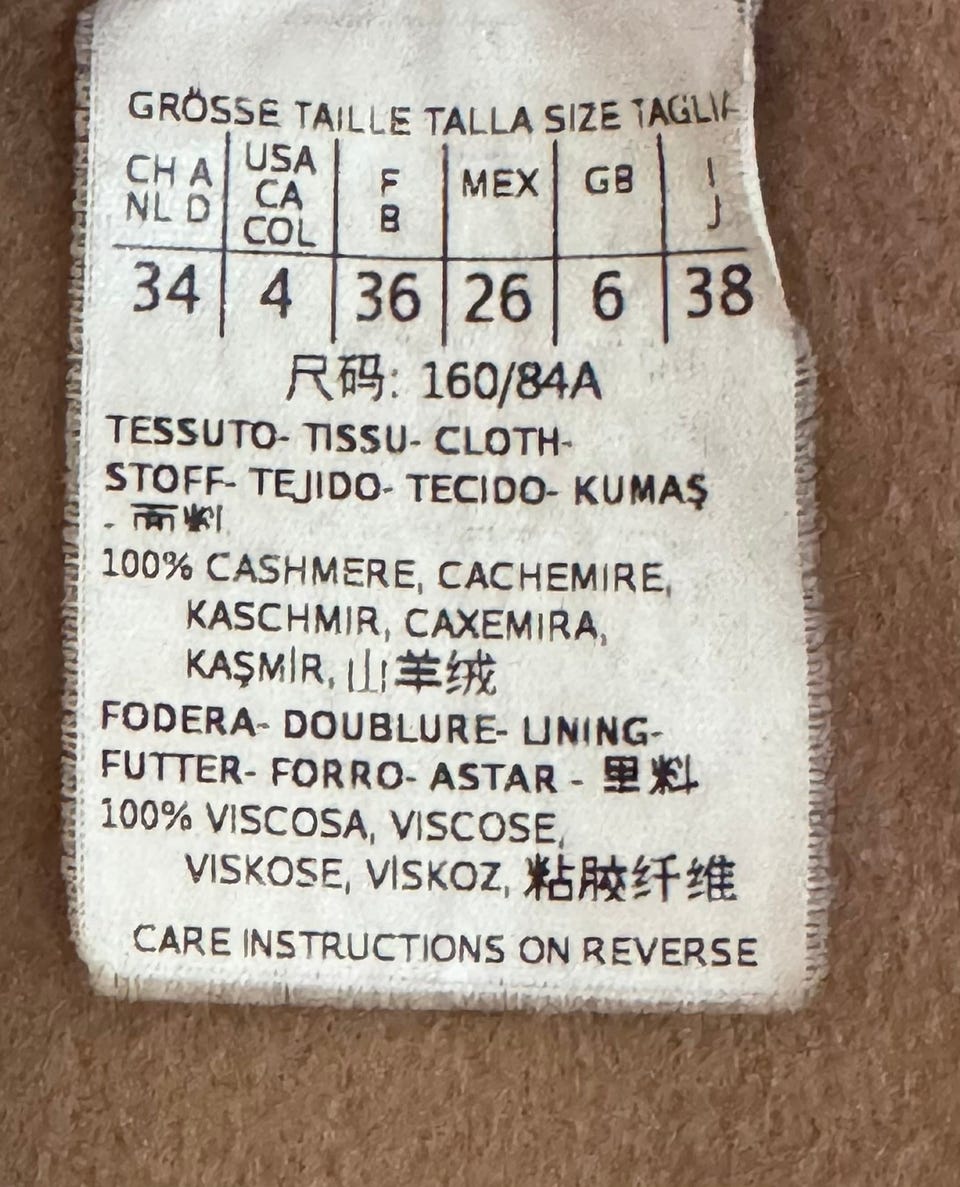 GRÖSSE TAILLE TALLA SIZE TAGLIA
CH A USA F MEX GB I
NL D CA B J
COL
34 4 36 26 6 38
尺码: 160/84A
TESSUTO- TISSU- CLOTH-
STOFF- TEJIDO- TECIDO- KUMAŞ
- 面料
100% CASHMERE, CACHEMIRE,
KASCHMIR, CAXEMIRA,
KAŞMİR, 山羊绒
FODERA- DOUBLURE- LINING-
FUTTER- FORRO- ASTAR - 里料
100% VISCOSA, VISCOSE,
VISKOSE, VİSKOZ, 粘胶纤维
CARE INSTRUCTIONS ON REVERSE